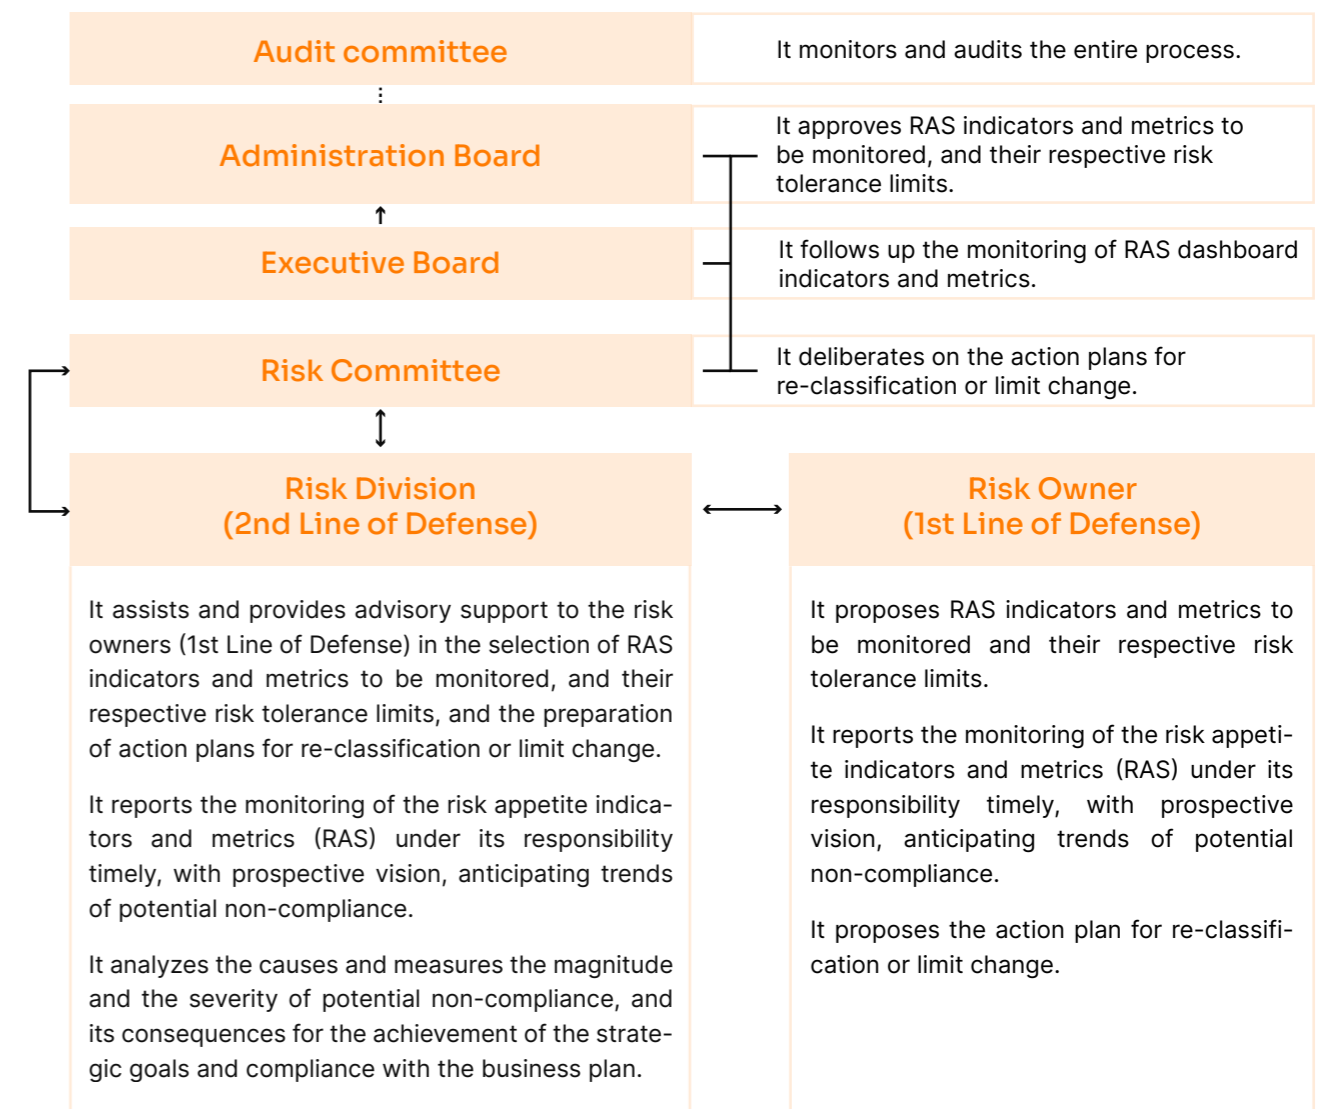 Audit committee
It monitors and audits the entire process.
Administration Board
It approves RAS indicators and metrics to
be monitored, and their respective risk
tolerance limits.
Executive Board
It follows up the monitoring of RAS dashboard
indicators and metrics.
Risk Committee
It deliberates on the action plans for
re-classification or limit change.
Risk Division
(2nd Line of Defense)
It assists and provides advisory support to the risk
owners (1st Line of Defense) in the selection of RAS
indicators and metrics to be monitored, and their
respective risk tolerance limits, and the preparation
of action plans for re-classification or limit change.
It reports the monitoring of the risk appetite indica-
tors and metrics (RAS) under its responsibility
timely, with prospective vision, anticipating trends
of potential non-compliance.
It analyzes the causes and measures the magnitude
and the severity of potential non-compliance, and
its consequences for the achievement of the strate-
gic goals and compliance with the business plan.
Risk Owner
(1st Line of Defense)
It proposes RAS indicators and metrics to
be monitored and their respective risk
tolerance limits.
It reports the monitoring of the risk appeti-
te indicators and metrics (RAS) under its
responsibility timely, with prospective
vision, anticipating trends of potential
non-compliance.
It proposes the action plan for re-classifi-
cation or limit change.